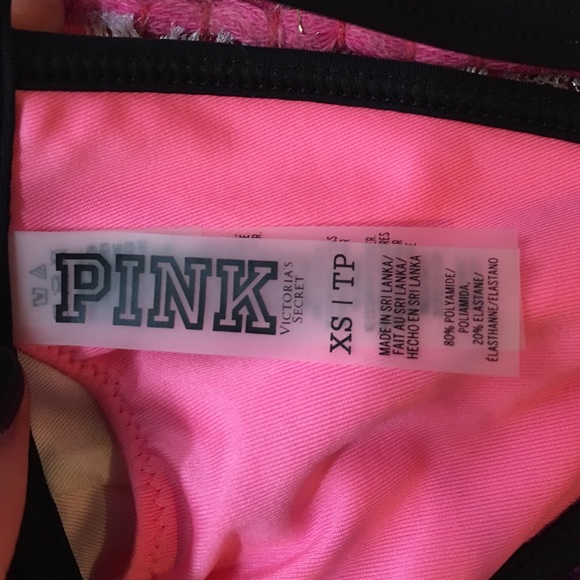 PINK
VICTORIA'S
SECRET
XS | TP
MADE IN SRI LANKA/
FAIT AU SRI LANKA/
HECHO EN SRI LANKA
80% POLYAMIDE/
POLIAMIDA,
20% ELASTANE/
ÉLASTHANNE/ELASTANO